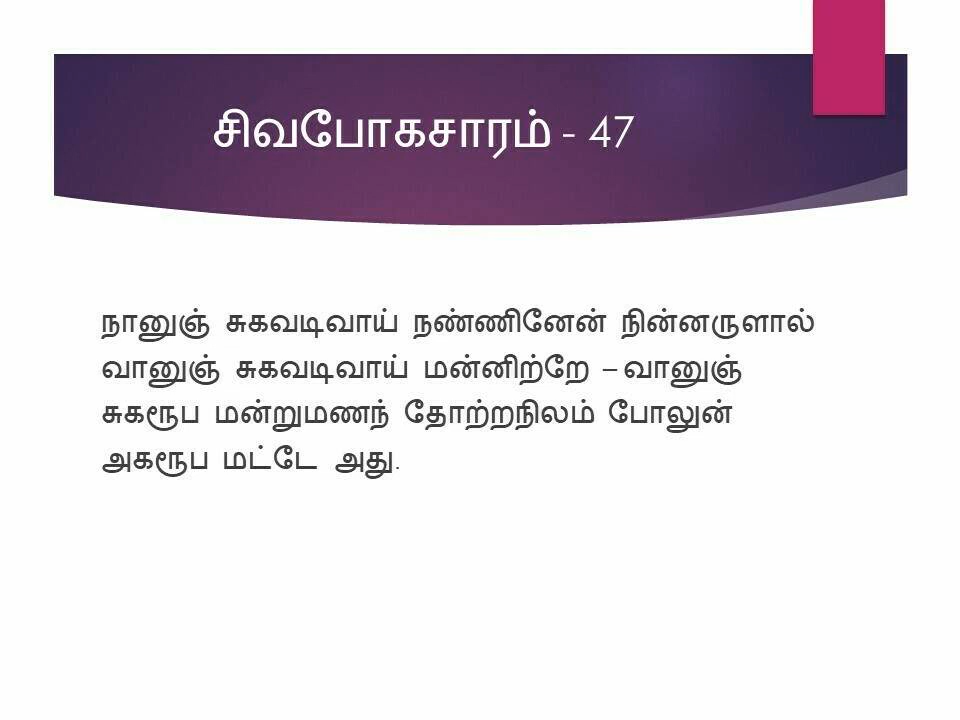 சிவபோகசாரம் - 47
நானுஞ் சுகவடிவாய் நண்ணினேன் நின்னருளால்
வானுஞ் சுகவடிவாய் மன்னிற்றே – வானுஞ்
சுகரூப மன்றுமணந் தோற்றநிலம் போலுன்
அகரூப மட்டே அது.